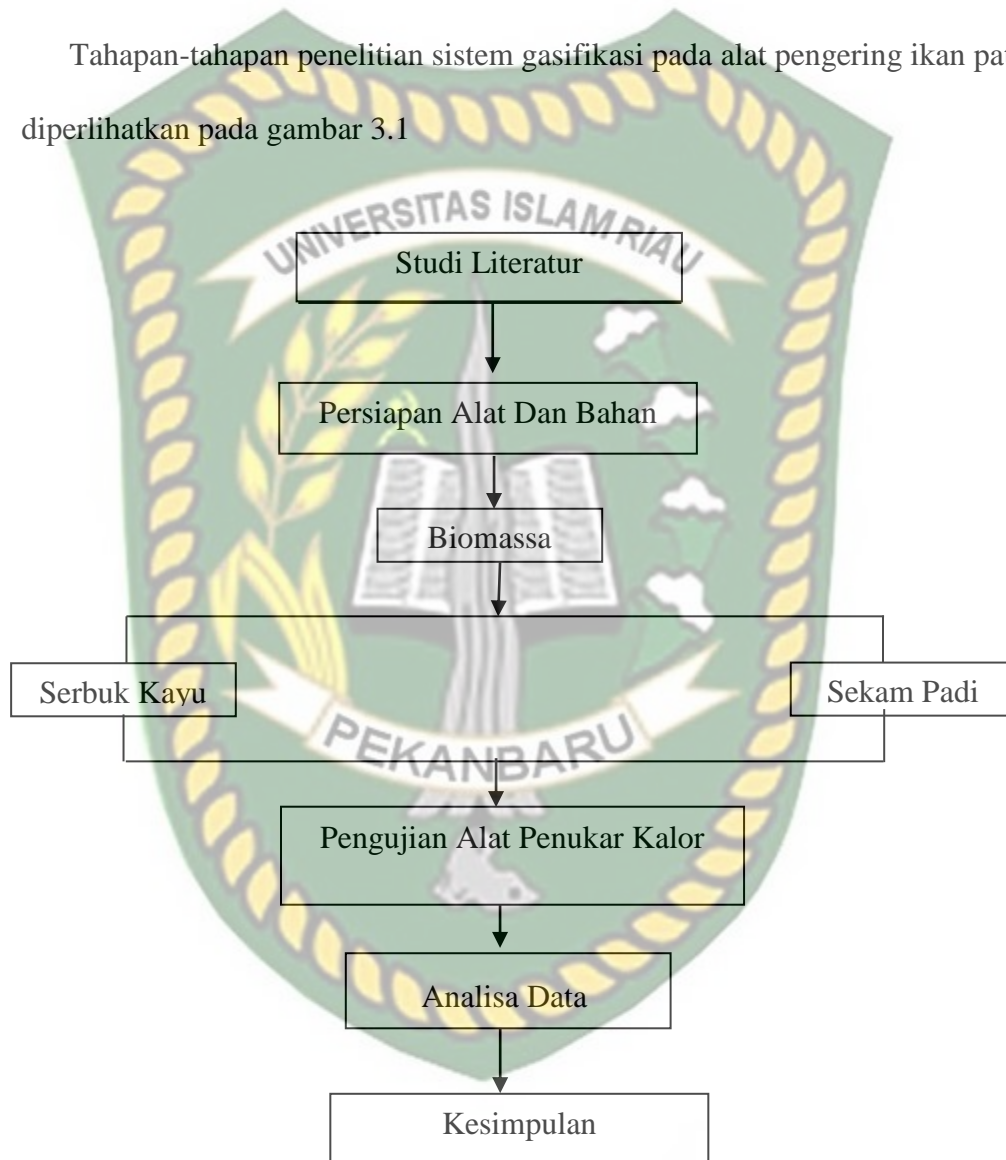 Tahapan-tahapan penelitian sistem gasifikasi pada alat pengering ikan
diperlihatkan pada gambar 3.1
UNIVERSITAS ISLAM RIAU
Studi Literatur
Persiapan Alat Dan Bahan
Biomassa
Serbuk Kayu
Sekam Padi
PEKANBARU
Pengujian Alat Penukar Kalor
Analisa Data
Kesimpulan